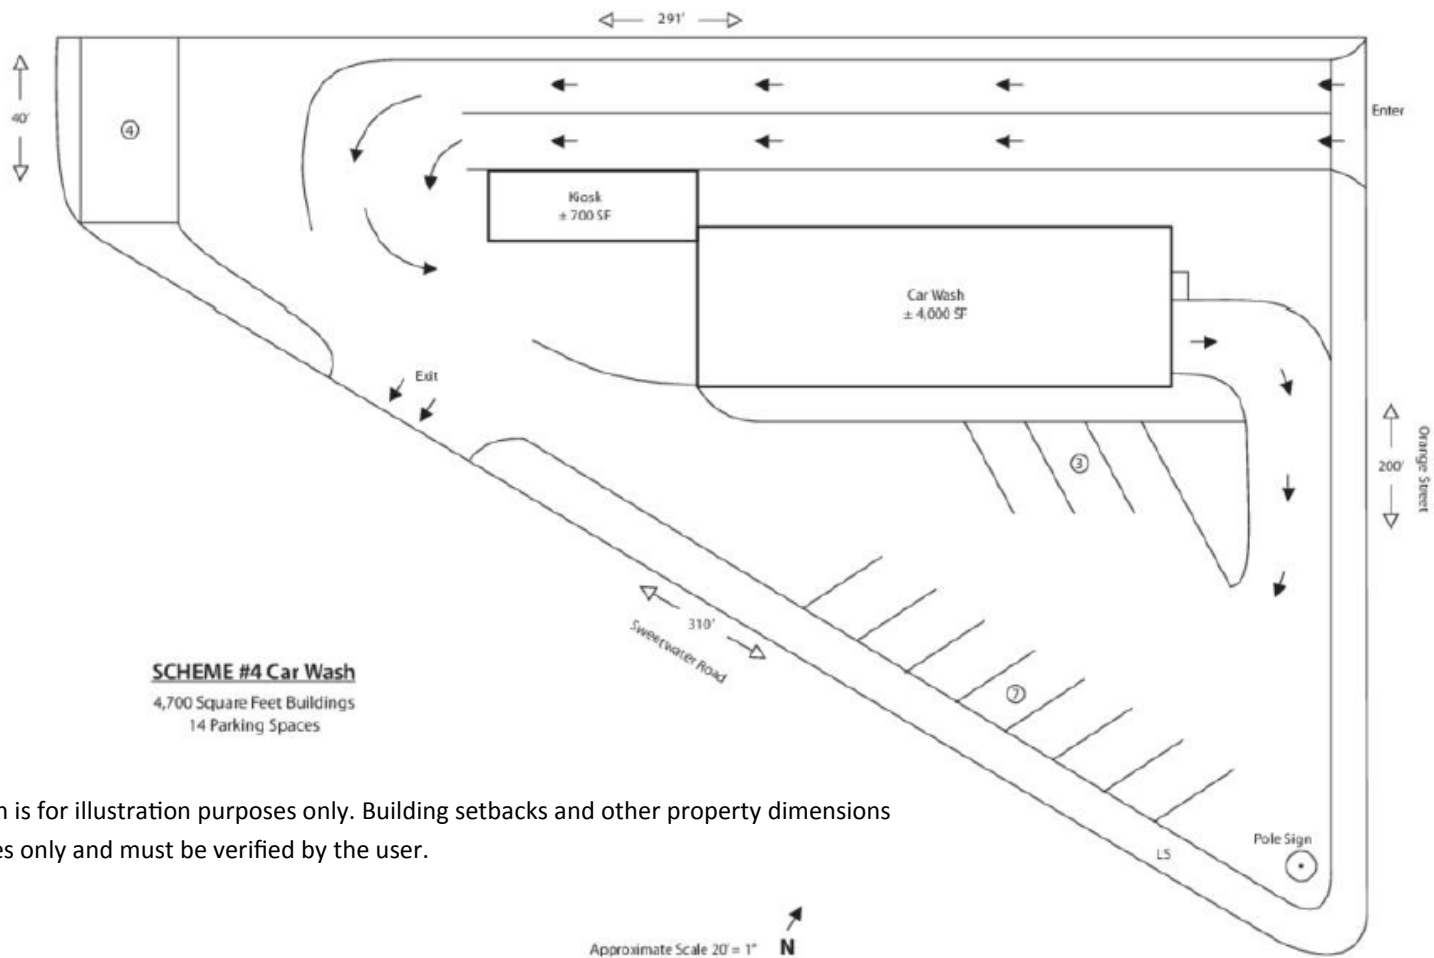 291'
40'
4
Enter
Kiosk
± 700 SF
Car Wash
± 4,000 SF
Exit
3
200'
Orange Street
310'
Sweetwater Road
7
SCHEME #4 Car Wash
4,700 Square Feet Buildings
14 Parking Spaces
is for illustration purposes only. Building setbacks and other property dimensions
only and must be verified by the user.
Pole Sign
LS
Approximate Scale 20' = 1"
N